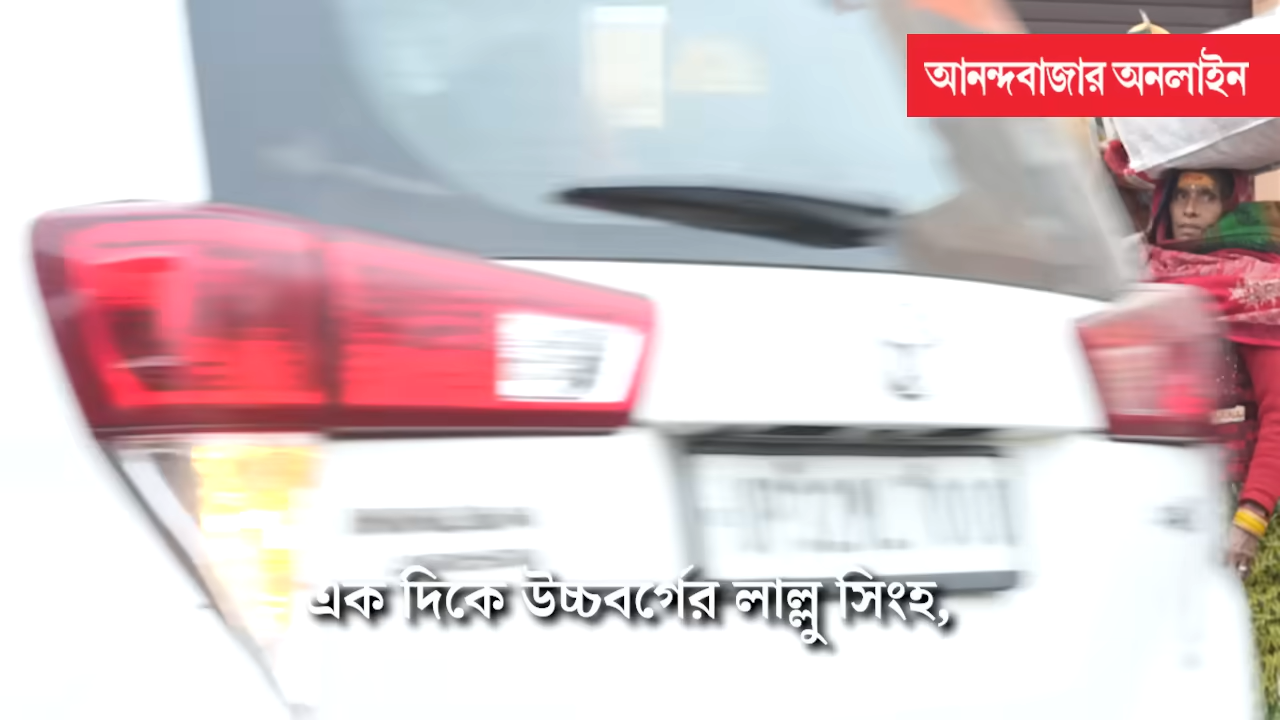 আনন্দবাজার অনলাইন
এক দিকে উচ্চবর্গের লাল্লু সিংহ,